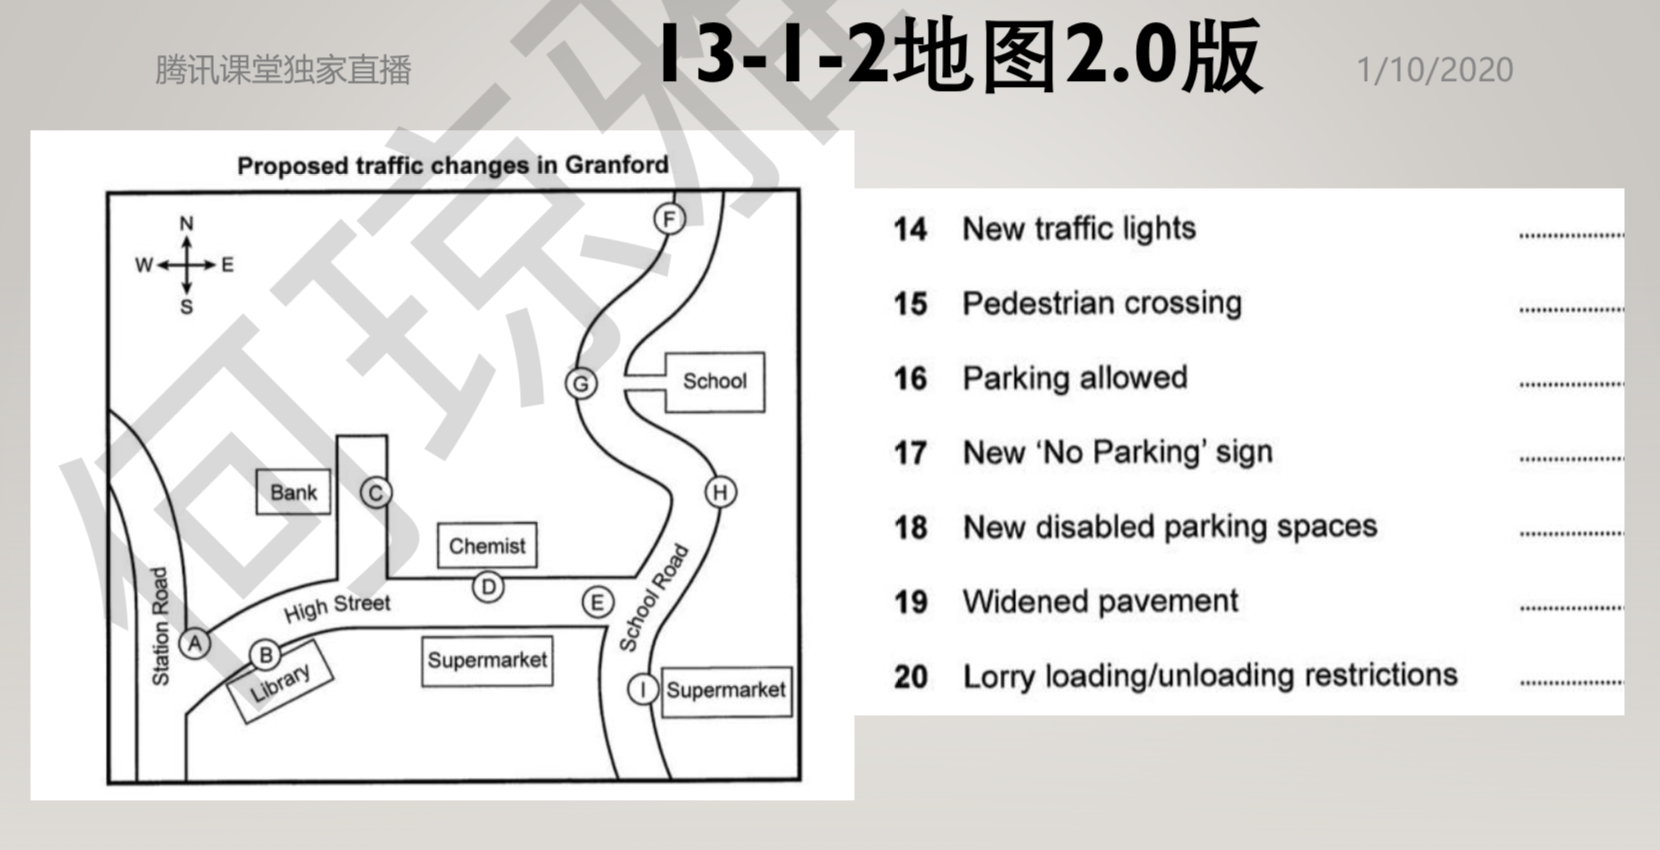 13-1-2地图2.0版
腾讯课堂独家直播
1/10/2020
何琼雅
Proposed traffic changes in Granford
N
W E
S
F
G
School
Bank
C
H
Chemist
D
E
High Street
School Road
Station Road
A
B
Library
Supermarket
I
Supermarket
14 New traffic lights
15 Pedestrian crossing
16 Parking allowed
17 New ‘No Parking’ sign
18 New disabled parking spaces
19 Widened pavement
20 Lorry loading/unloading restrictions